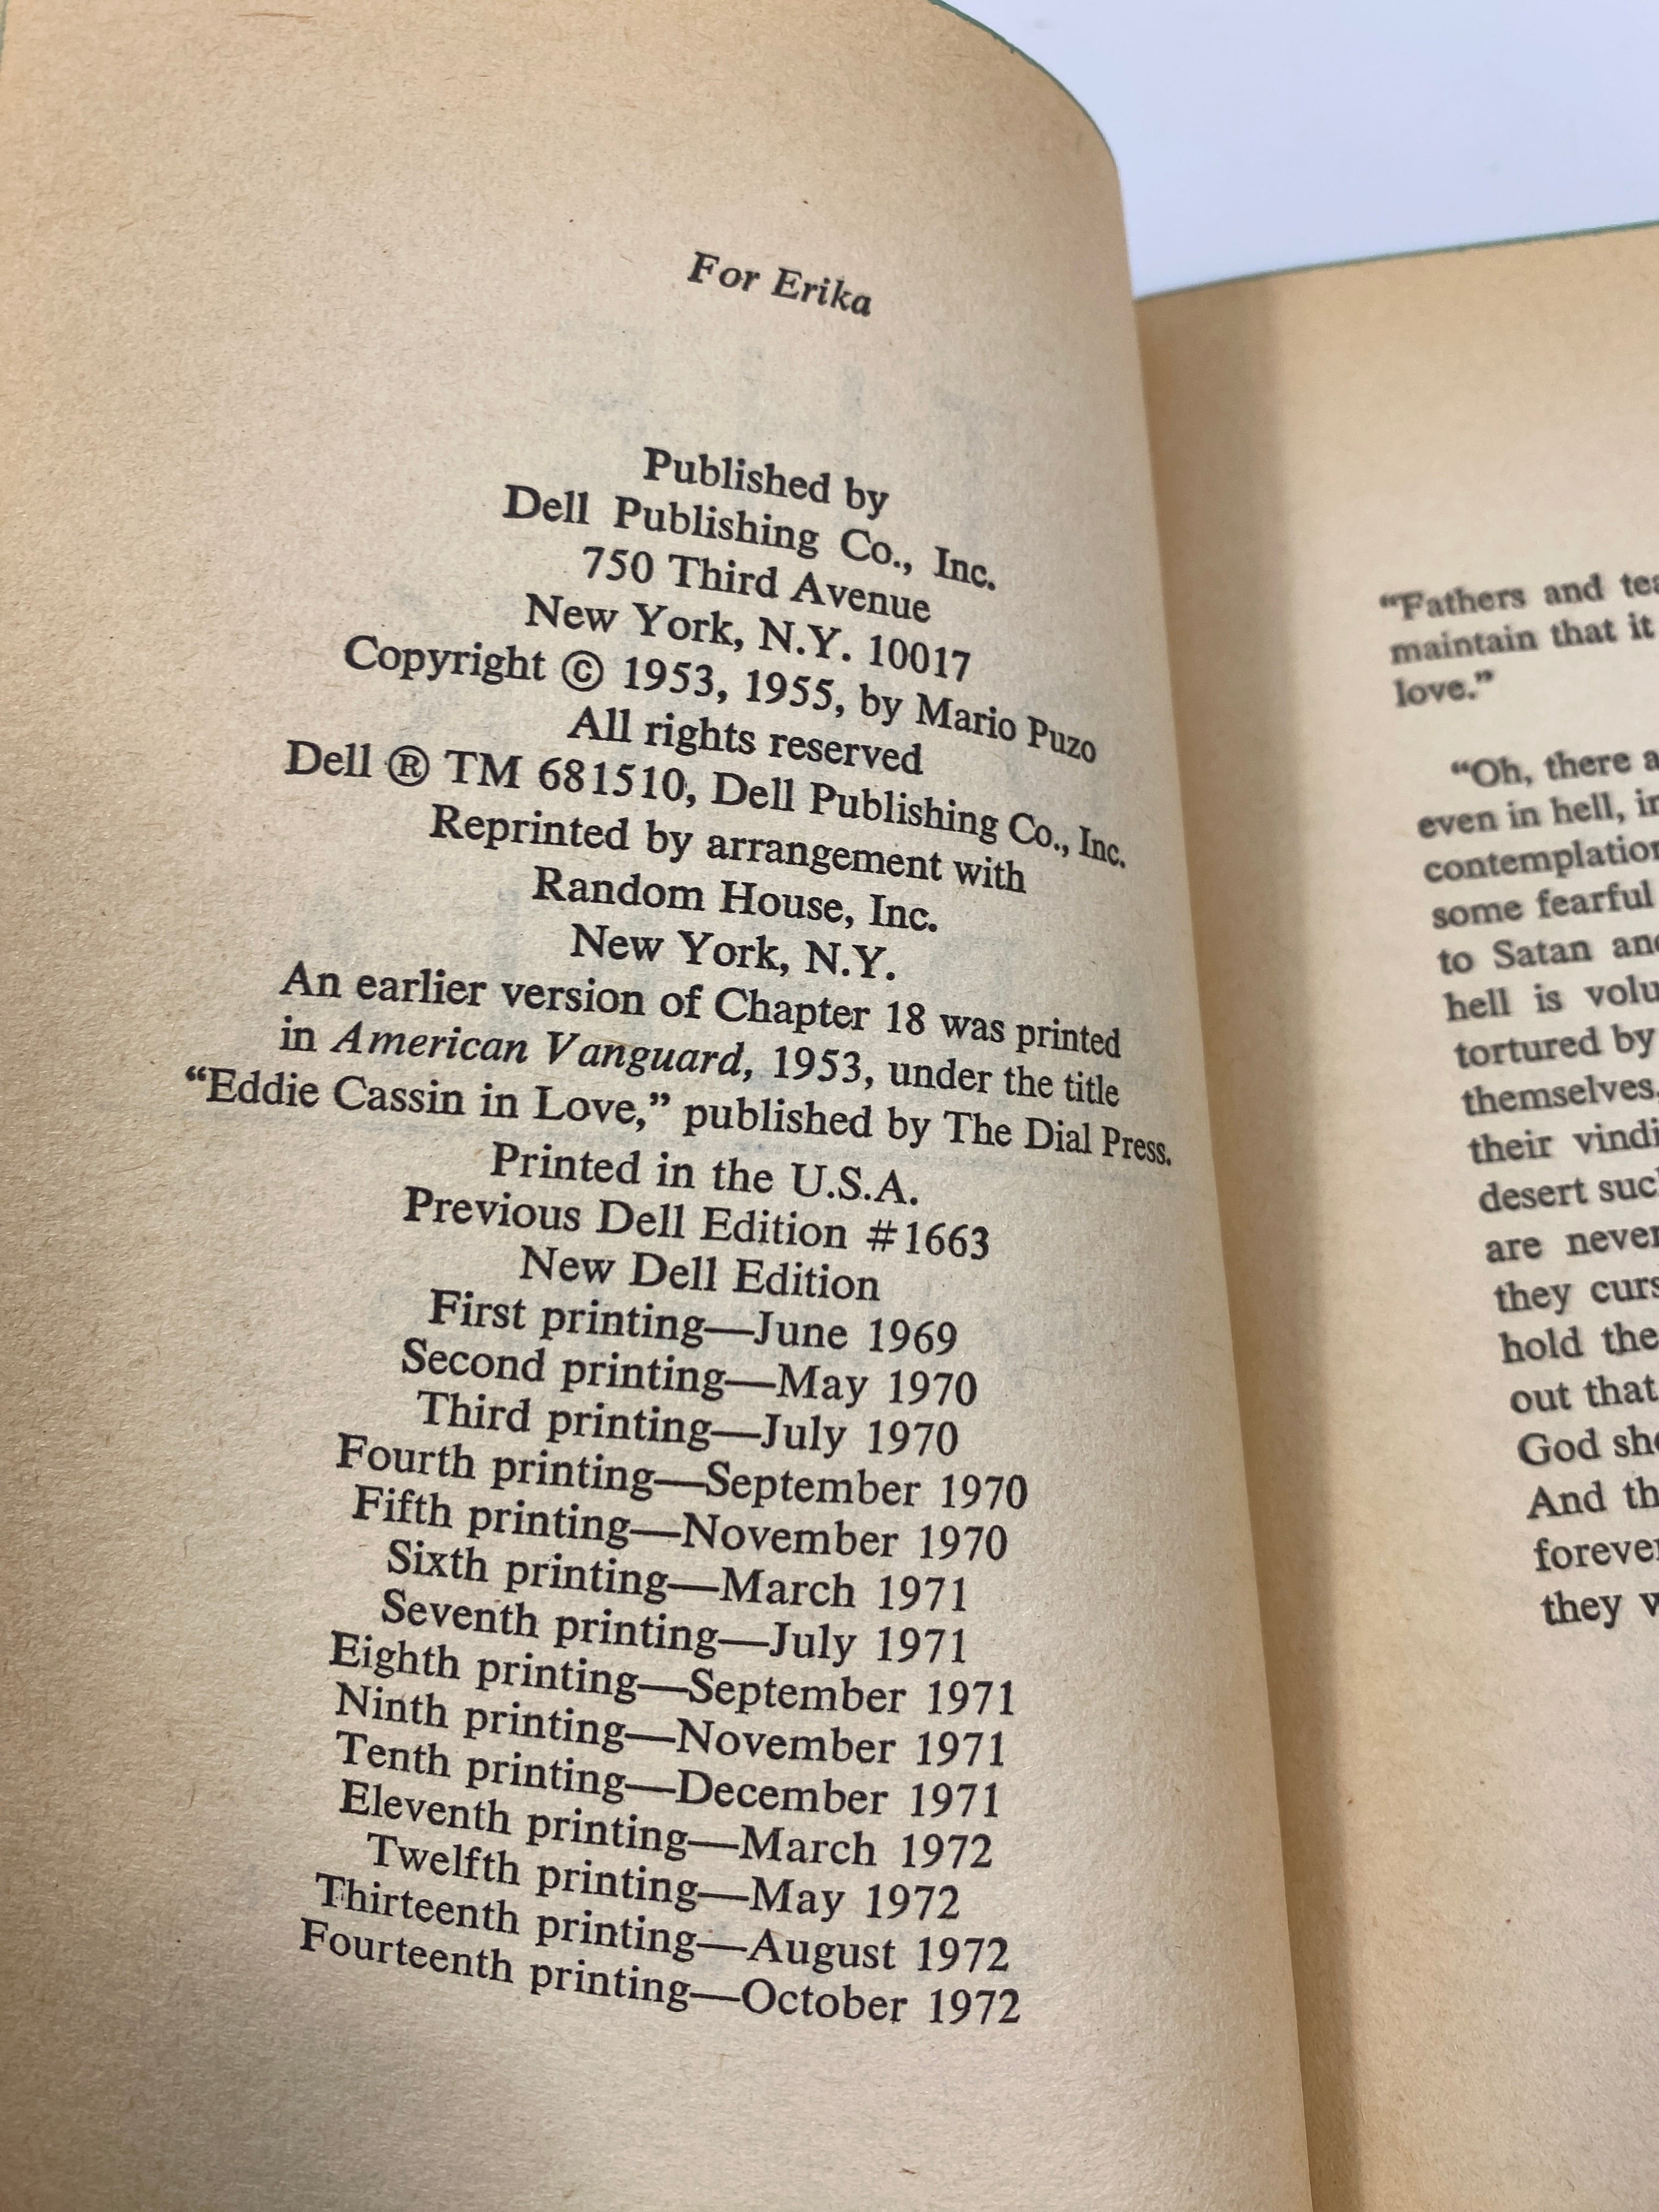 For Erika
Published by
Dell Publishing Co., Inc.
750 Third Avenue
New York, N.Y. 10017
Copyright © 1953, 1955, by Mario Puzo
All rights reserved
Dell ® TM 681510, Dell Publishing Co., Inc.
Reprinted by arrangement with
Random House, Inc.
New York, N.Y.
An earlier version of Chapter 18 was printed
in American Vanguard, 1953, under the title
“Eddie Cassin in Love,” published by The Dial Press.
Printed in the U.S.A.
Previous Dell Edition #1663
New Dell Edition
First printing—June 1969
Second printing—May 1970
Third printing—July 1970
Fourth printing—September 1970
Fifth printing—November 1970
Sixth printing—March 1971
Seventh printing—July 1971
Eighth printing—September 1971
Ninth printing—November 1971
Tenth printing—December 1971
Eleventh printing—March 1972
Twelfth printing—May 1972
Thirteenth printing—August 1972
Fourteenth printing—October 1972
“Fathers and
maintain that it
love.”
“Oh, there
even in hell,
some fearful
to Satan
hell is
tortured by
themselves,
their
desert
are
they
hold
out that
God
And
they